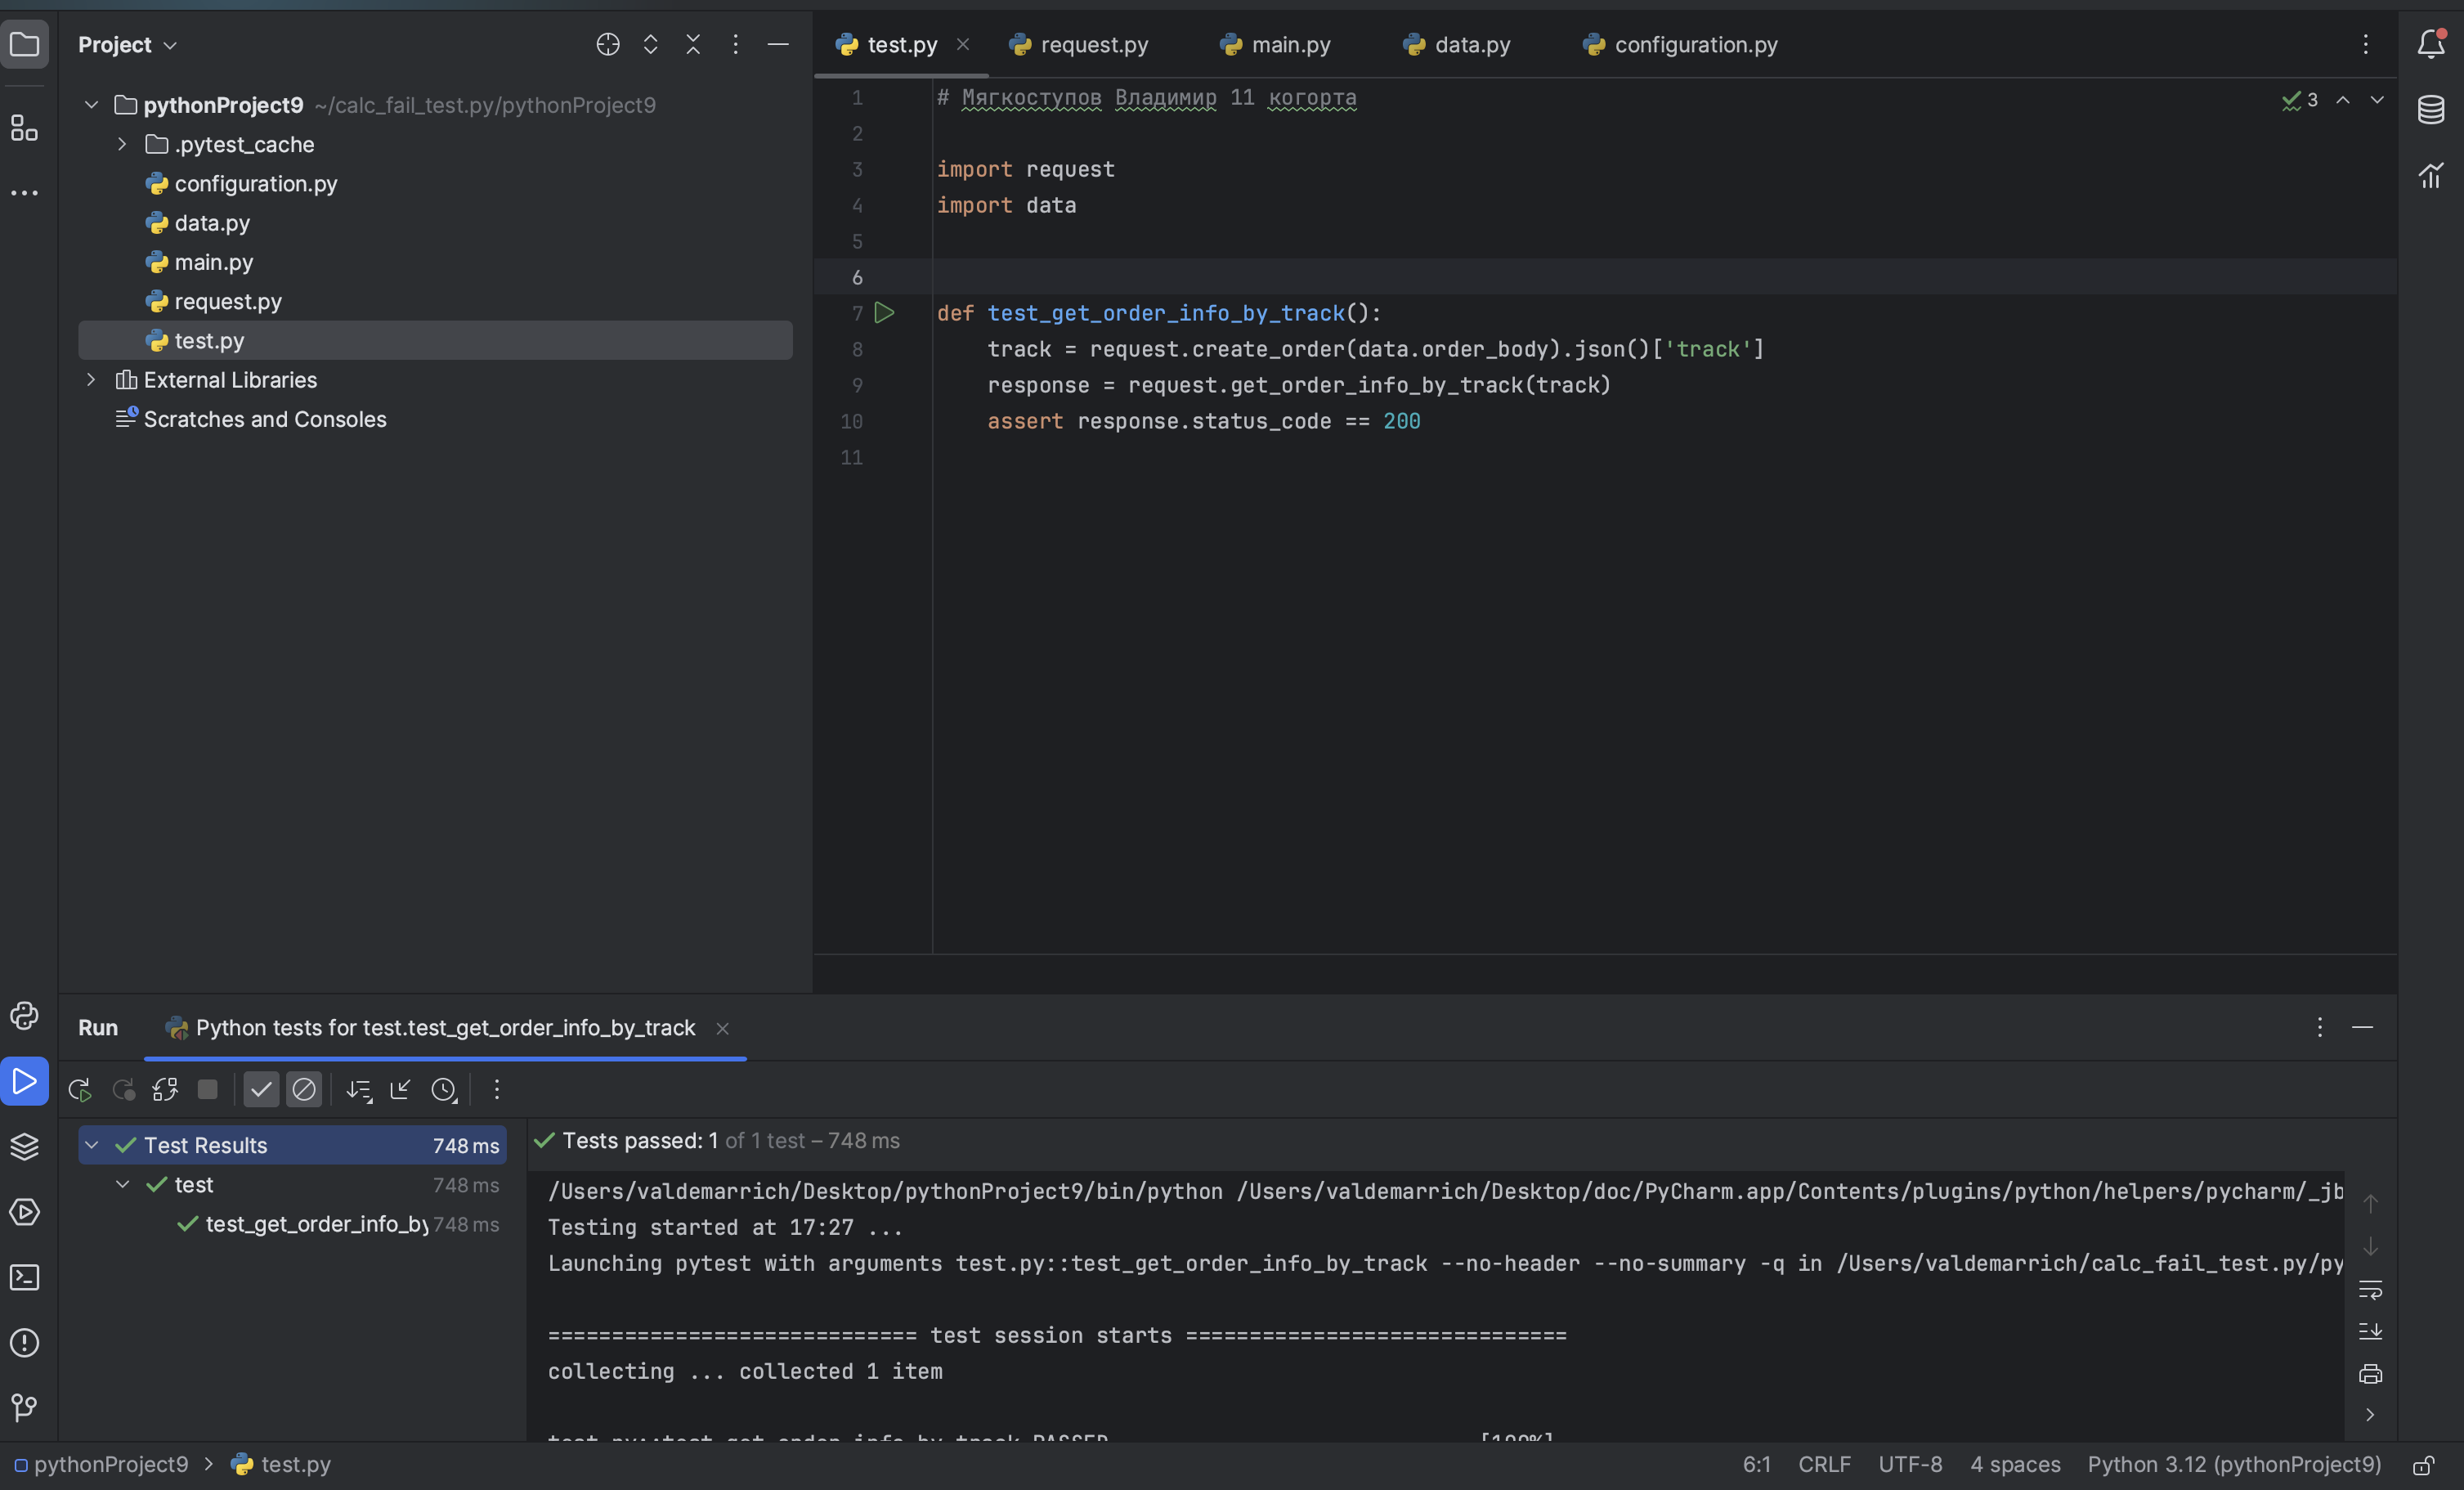 Project
pythonProject9 ~/calc_fail_test.py/pythonProject9
.pytest_cache
configuration.py
data.py
main.py
request.py
test.py
External Libraries
Scratches and Consoles
test.py request.py main.py data.py configuration.py
3
1 # Мягкоступов Владимир 11 когорта
2
3 import request
4 import data
5
6
7 def test_get_order_info_by_track():
8 track = request.create_order(data.order_body).json()['track']
9 response = request.get_order_info_by_track(track)
10 assert response.status_code == 200
11
Run Python tests for test.test_get_order_info_by_track
Test Results 748 ms
test 748 ms
test_get_order_info_by 748 ms
Tests passed: 1 of 1 test – 748 ms
/Users/valdemarrich/Desktop/pythonProject9/bin/python /Users/valdemarrich/Desktop/doc/PyCharm.app/Contents/plugins/python/helpers/pycharm/_jb
Testing started at 17:27 ...
Launching pytest with arguments test.py::test_get_order_info_by_track --no-header --no-summary -q in /Users/valdemarrich/calc_fail_test.py/py
============================= test session starts ==============================
collecting ... collected 1 item
test.py::test_get_order_info_by_track PASSED [100%]
pythonProject9 test.py
6:1 CRLF UTF-8 4 spaces Python 3.12 (pythonProject9)